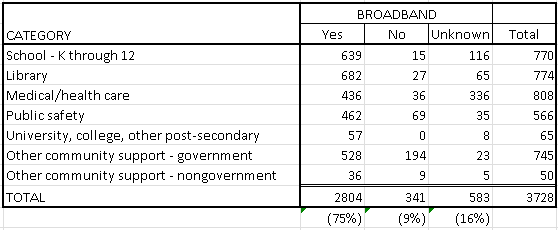 BROADBAND
CATEGORY Yes No Unknown Total
School - K through 12 639 15 116 770
Library 682 27 65 774
Medical/health care 436 36 336 808
Public safety 462 69 35 566
University, college, other post-secondary 57 0 8 65
Other community support - government 528 194 23 745
Other community support - nongovernment 36 9 5 50
TOTAL 2804 341 583 3728
(75%) (9%) (16%)